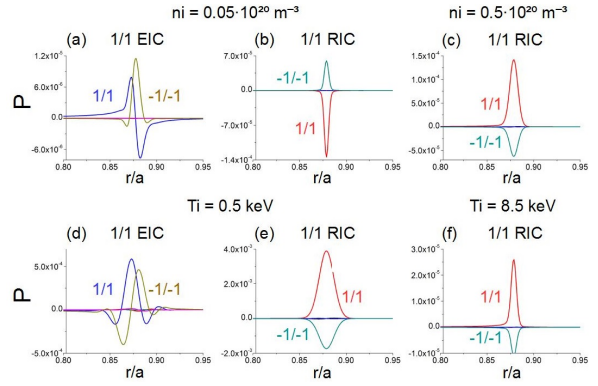 ni = 0.05·10²⁰ m⁻³ ni = 0.5·10²⁰ m⁻³
(a) 1/1 EIC (b) 1/1 RIC (c) 1/1 RIC
1.2x10⁻⁵ 7.0x10⁻⁵ 1.5x10⁻⁴
6.0x10⁻⁶ 0.0 1.0x10⁻⁴
0.0 -7.0x10⁻⁵ 5.0x10⁻⁵
-6.0x10⁻⁶ -1.4x10⁻⁴ 0.0
-5.0x10⁻⁵
P
1/1 -1/-1 -1/-1 1/1 1/1 -1/-1
0.80 0.85 0.90 0.95 0.80 0.85 0.90 0.95 0.80 0.85 0.90 0.95
r/a r/a r/a
Ti = 0.5 keV Ti = 8.5 keV
(d) 1/1 EIC (e) 1/1 RIC (f) 1/1 RIC
5.0x10⁻⁴ 4.0x10⁻³ 3.0x10⁻⁵
0.0 2.0x10⁻³ 2.0x10⁻⁵
-5.0x10⁻⁴ 0.0 1.0x10⁻⁵
-2.0x10⁻³ 0.0
-1.0x10⁻⁵
P
1/1 -1/-1 1/1 -1/-1 1/1 -1/-1
0.80 0.85 0.90 0.95 0.80 0.85 0.90 0.95 0.80 0.85 0.90 0.95
r/a r/a r/a